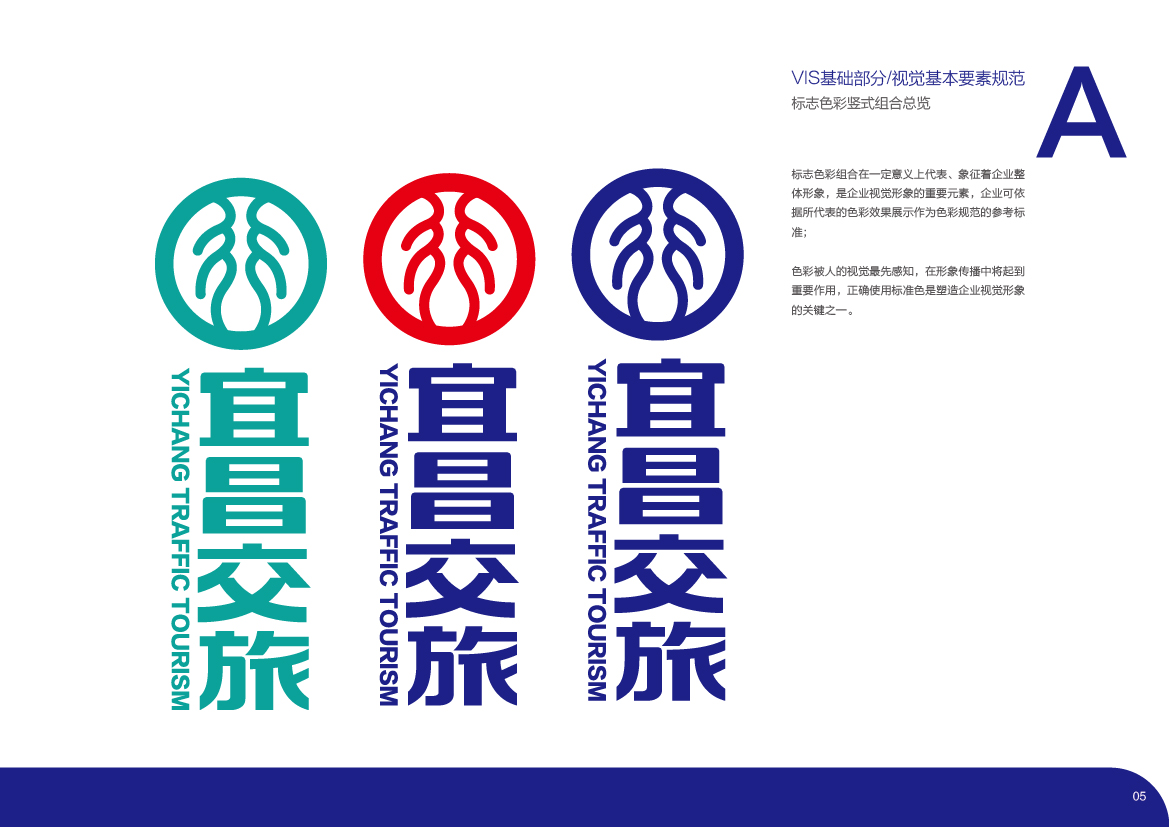 VIS基础部分/视觉基本要素规范
标志色彩竖式组合总览
A
标志色彩组合在一定意义上代表、象征着企业整
体形象，是企业视觉形象的重要元素，企业可依
据所代表的色彩效果展示作为色彩规范的参考标
准；
色彩被人的视觉最先感知，在形象传播中将起到
重要作用，正确使用标准色是塑造企业视觉形象
的关键之一。
宜昌交旅
YICHANG TRAFFIC TOURISM
宜昌交旅
YICHANG TRAFFIC TOURISM
宜昌交旅
YICHANG TRAFFIC TOURISM
05